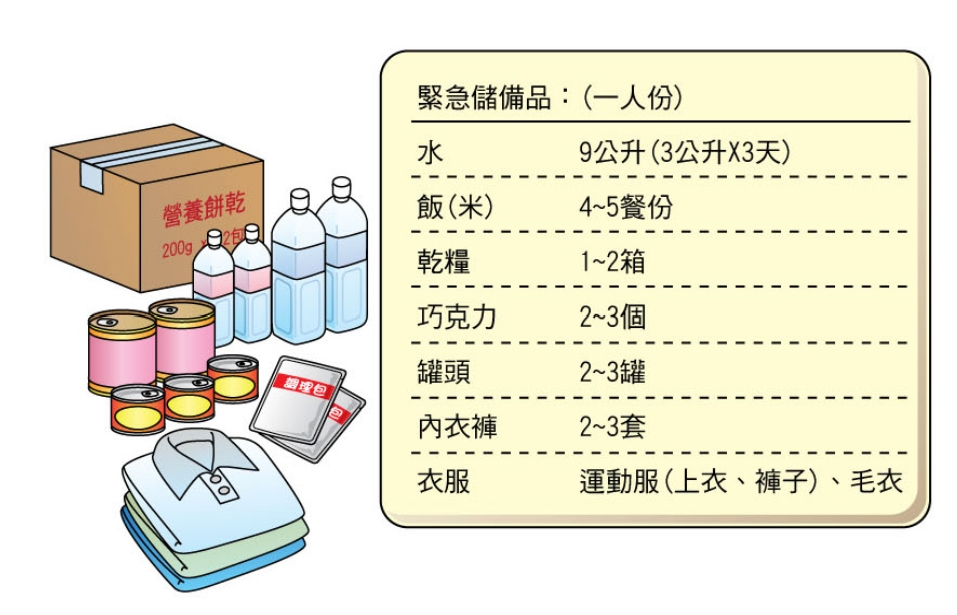 緊急儲備品：(一人份)
水 9公升(3公升X3天)
飯(米) 4~5餐份
乾糧 1~2箱
巧克力 2~3個
罐頭 2~3罐
內衣褲 2~3套
衣服 運動服(上衣、褲子)、毛衣
營養餅乾
200g 2包
調理包
包